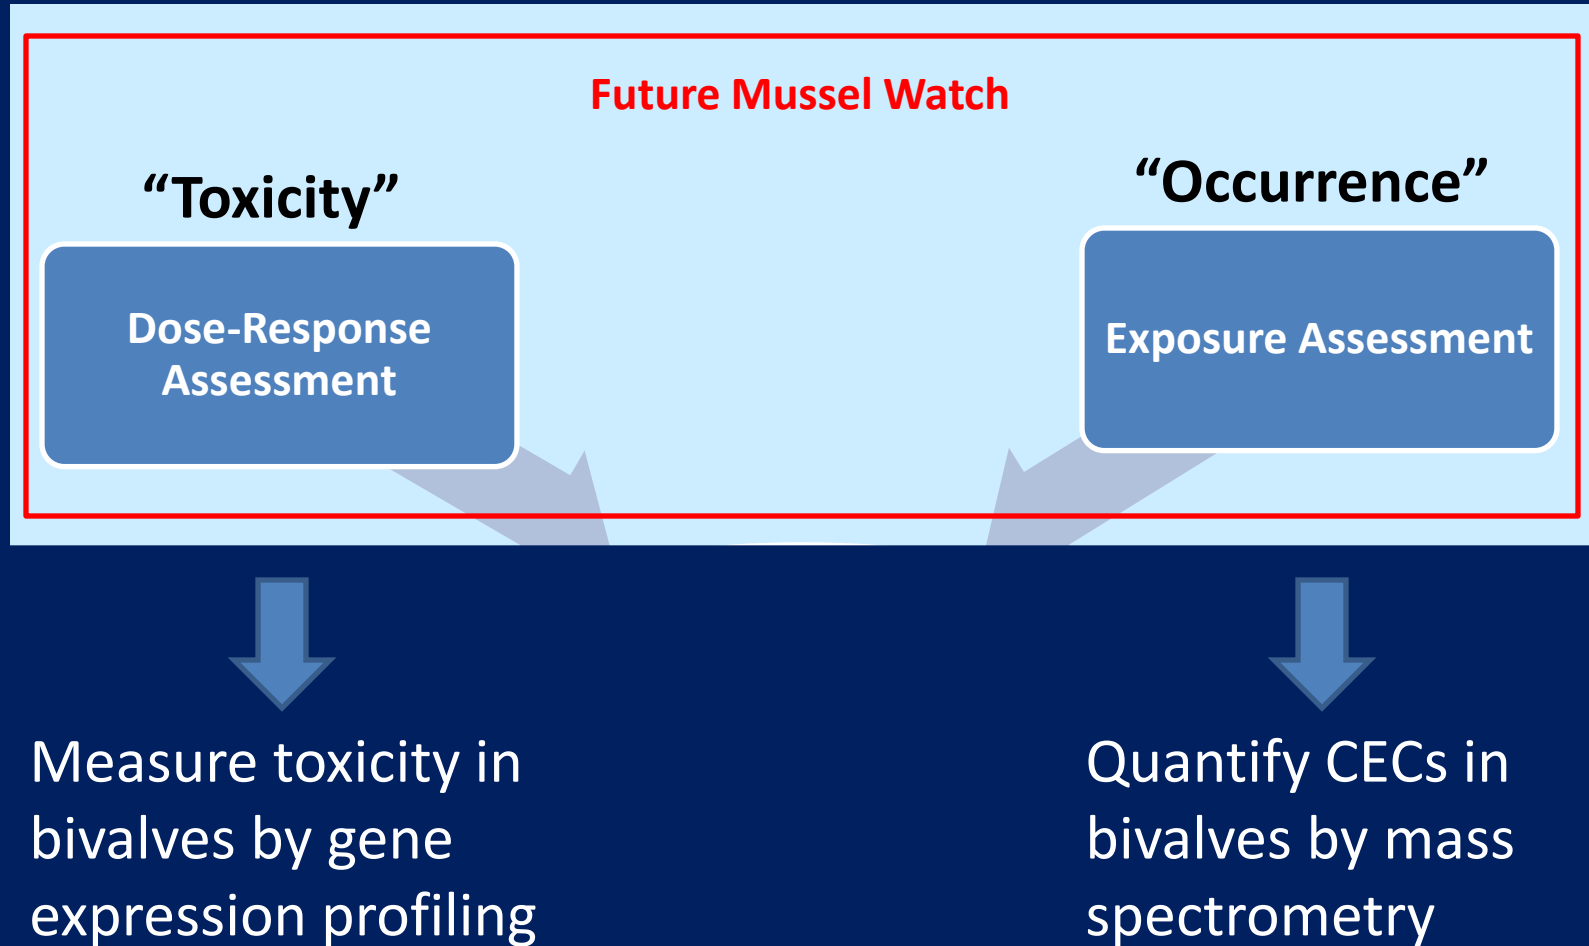 Future Mussel Watch
“Toxicity”
Dose-Response
Assessment
“Occurrence”
Exposure Assessment
Measure toxicity in
bivalves by gene
expression profiling
Quantify CECs in
bivalves by mass
spectrometry